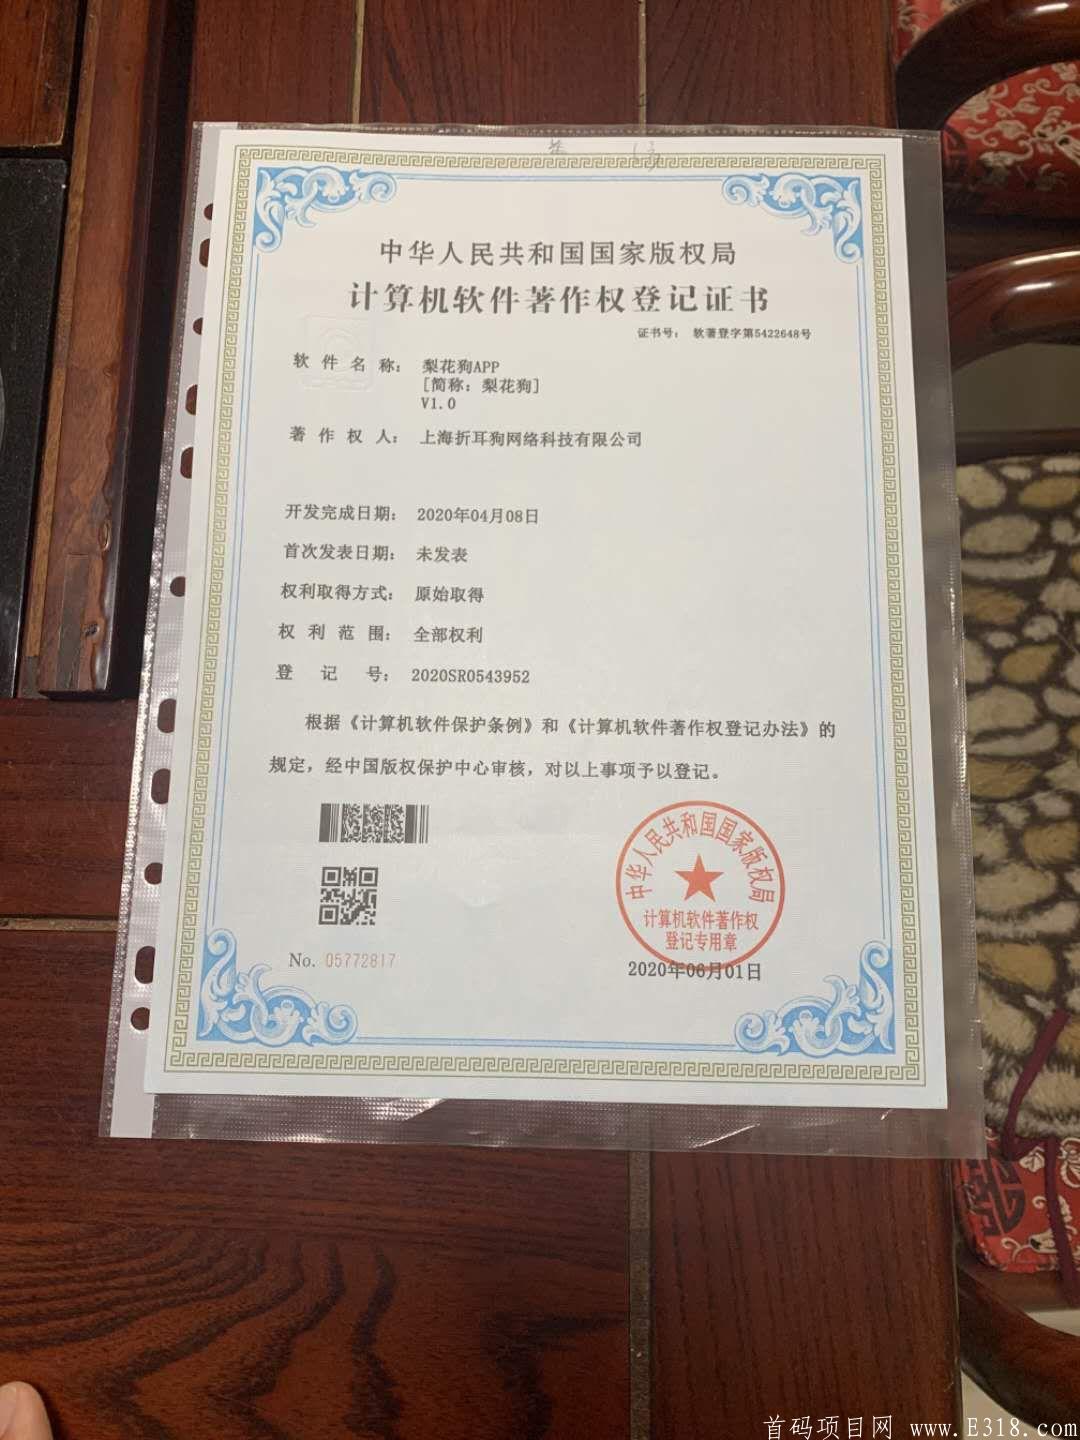 中华人民共和国国家版权局
计算机软件著作权登记证书
证书号： 软著登字第5422648号
软件名称： 梨花狗APP
[简称：梨花狗]
V1.0
著作权人： 上海折耳狗网络科技有限公司
开发完成日期： 2020年04月08日
首次发表日期： 未发表
权利取得方式： 原始取得
权利范围： 全部权利
登记号： 2020SR0543952
根据《计算机软件保护条例》和《计算机软件著作权登记办法》的
规定，经中国版权保护中心审核，对以上事项予以登记。
中华人民共和国国家版权局
计算机软件著作权
登记专用章
No. 05772817
2020年06月01日
首码项目网 www.E318.com